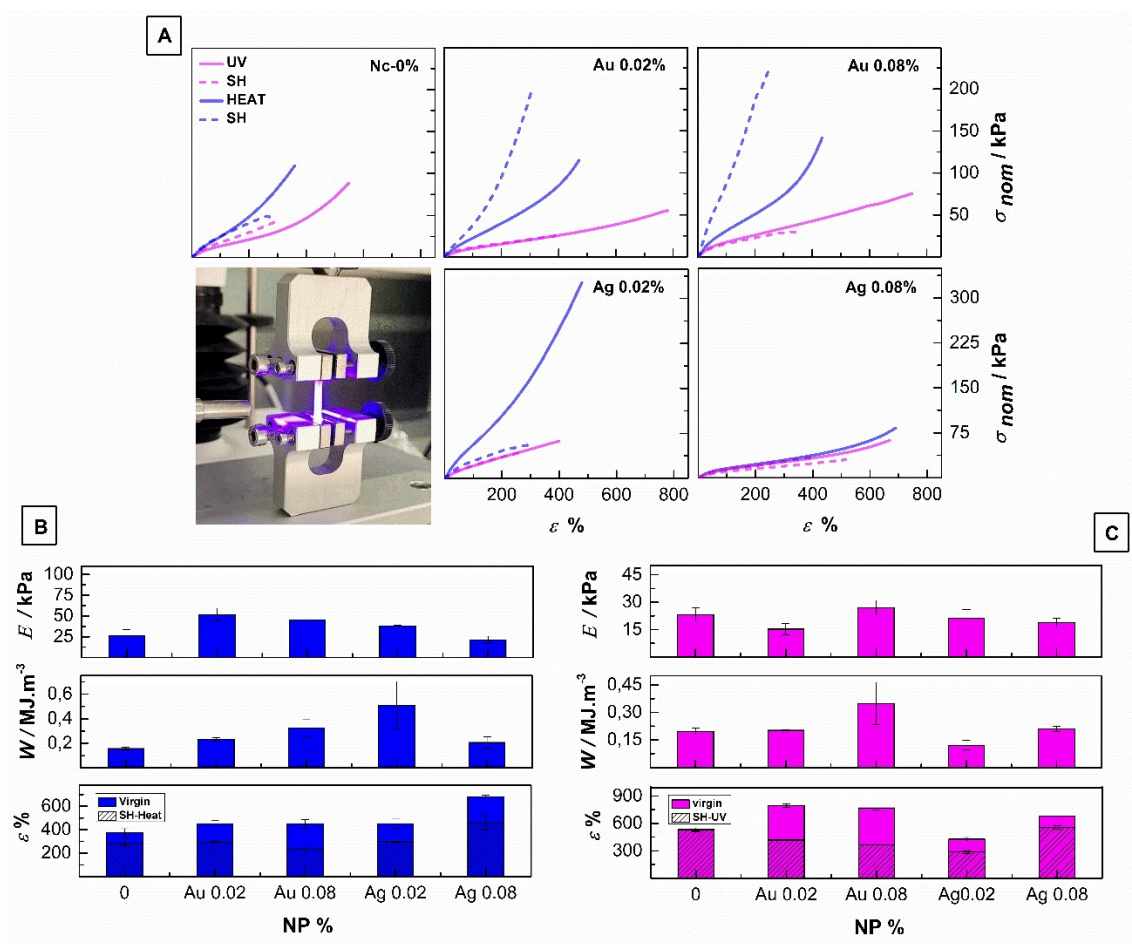 A
UV
SH
HEAT
SH
Nc-0%
Au 0.02%
Au 0.08%
200
150
100
50
σnom / kPa
Ag 0.02%
Ag 0.08%
300
225
150
75
σnom / kPa
200 400 600 800
200 400 600 800
ε %
ε %
B
C
100
75
50
25
E / kPa
0,6
0,4
0,2
W / MJ.m-3
600
400
200
ε %
Virgin
SH-Heat
0 Au 0.02 Au 0.08 Ag 0.02 Ag 0.08
NP %
45
30
15
E / kPa
0,45
0,30
0,15
W / MJ.m-3
900
600
300
ε %
virgin
SH-UV
0 Au 0.02 Au 0.08 Ag0.02 Ag 0.08
NP %